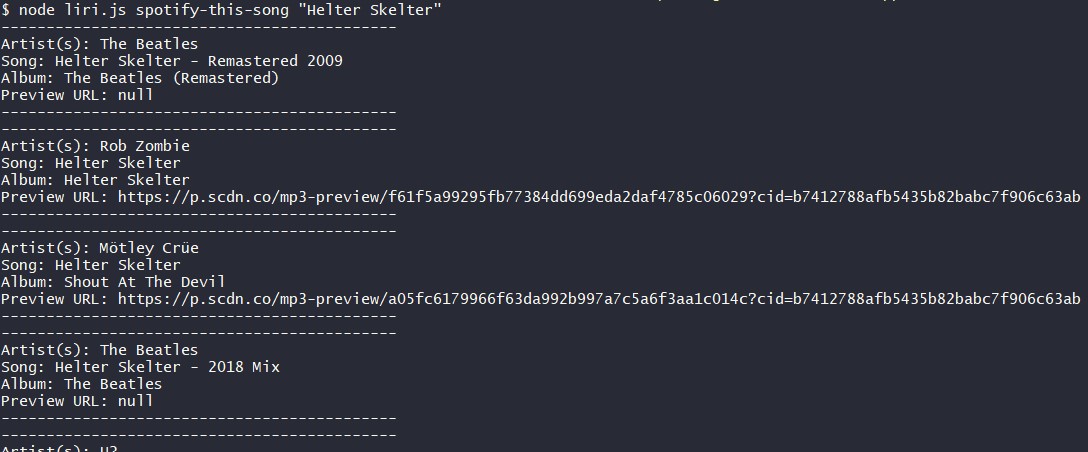 $ node liri.js spotify-this-song "Helter Skelter"
--------------------------------------------
Artist(s): The Beatles
Song: Helter Skelter - Remastered 2009
Album: The Beatles (Remastered)
Preview URL: null
--------------------------------------------
--------------------------------------------
Artist(s): Rob Zombie
Song: Helter Skelter
Album: Helter Skelter
Preview URL: https://p.scdn.co/mp3-preview/f61f5a99295fb77384dd699eda2daf4785c06029?cid=b7412788afb5435b82babc7f906c63ab
--------------------------------------------
--------------------------------------------
Artist(s): Mötley Crüe
Song: Helter Skelter
Album: Shout At The Devil
Preview URL: https://p.scdn.co/mp3-preview/a05fc6179966f63da992b997a7c5a6f3aa1c014c?cid=b7412788afb5435b82babc7f906c63ab
--------------------------------------------
--------------------------------------------
Artist(s): The Beatles
Song: Helter Skelter - 2018 Mix
Album: The Beatles
Preview URL: null
--------------------------------------------
--------------------------------------------
Artist(s):